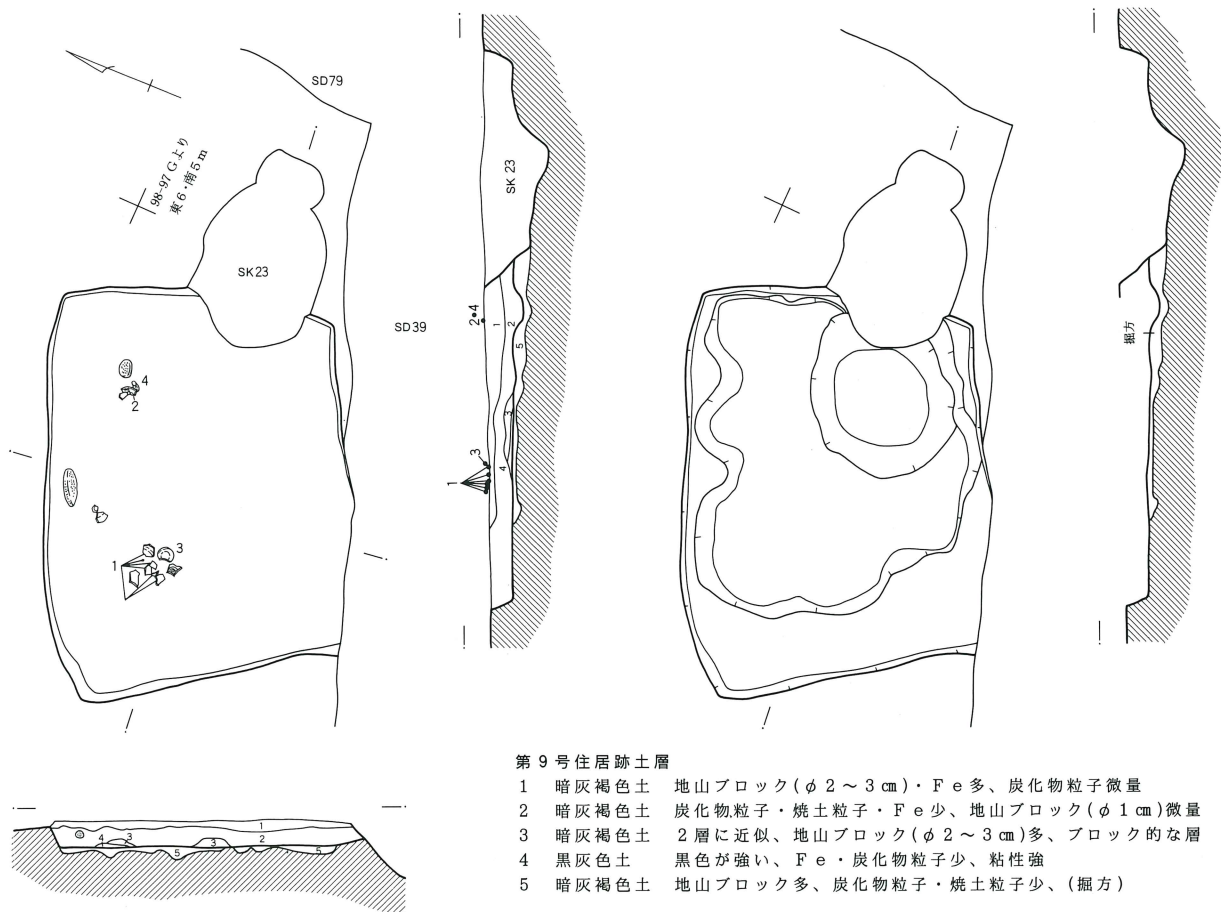 SD79
98-97Gより
東6・南5m
SK23
SD39
4
2
3
1
SK 23
2・4
1
2
5
3
3
4
1
掘方
1
4
3
2
3
5
5
第9号住居跡土層
1 暗灰褐色土 地山ブロック(φ2～3㎝)・Fe多、炭化物粒子微量
2 暗灰褐色土 炭化物粒子・焼土粒子・Fe少、地山ブロック(φ1㎝)微量
3 暗灰褐色土 2層に近似、地山ブロック(φ2～3㎝)多、ブロック的な層
4 黒灰色土 黒色が強い、Fe・炭化物粒子少、粘性強
5 暗灰褐色土 地山ブロック多、炭化物粒子・焼土粒子少、(掘方)